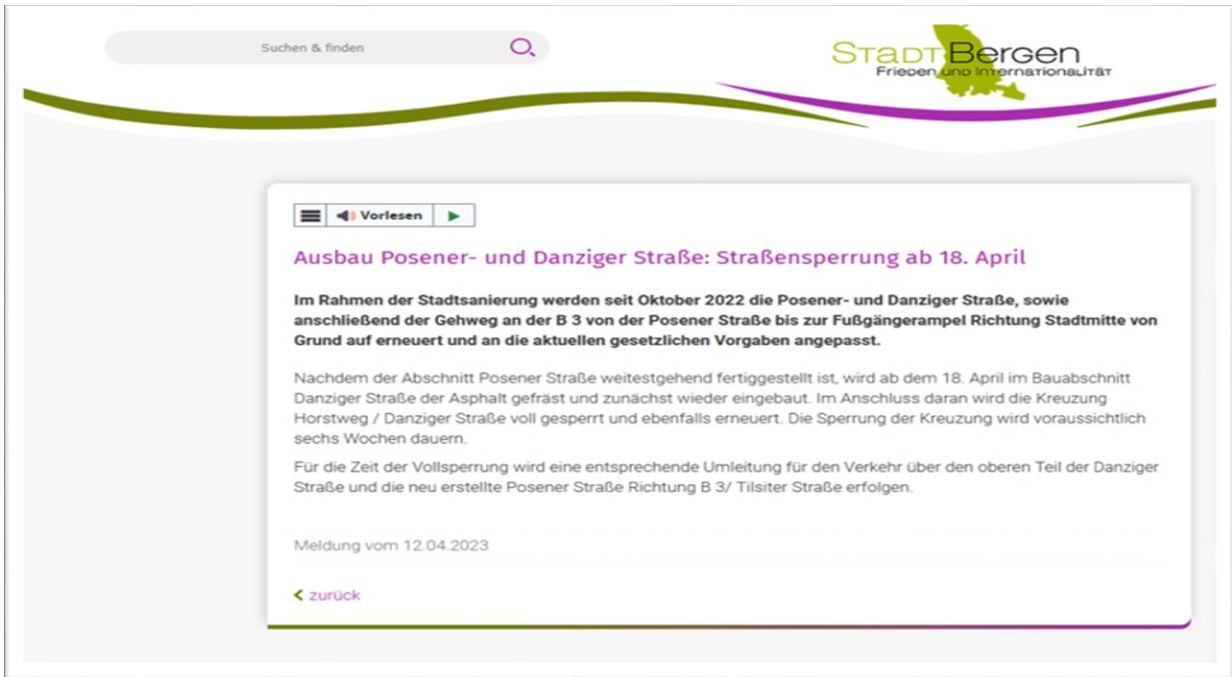 Suchen & finden
StadtBergen
Frieden und Internationalität
Vorlesen
Ausbau Posener- und Danziger Straße: Straßensperrung ab 18. April
Im Rahmen der Stadtsanierung werden seit Oktober 2022 die Posener- und Danziger Straße, sowie
anschließend der Gehweg an der B 3 von der Posener Straße bis zur Fußgängerampel Richtung Stadtmitte von
Grund auf erneuert und an die aktuellen gesetzlichen Vorgaben angepasst.
Nachdem der Abschnitt Posener Straße weitestgehend fertiggestellt ist, wird ab dem 18. April im Bauabschnitt
Danziger Straße der Asphalt gefräst und zunächst wieder eingebaut. Im Anschluss daran wird die Kreuzung
Horstweg / Danziger Straße voll gesperrt und ebenfalls erneuert. Die Sperrung der Kreuzung wird voraussichtlich
sechs Wochen dauern.
Für die Zeit der Vollsperrung wird eine entsprechende Umleitung für den Verkehr über den oberen Teil der Danziger
Straße und die neu erstellte Posener Straße Richtung B 3/ Tilsiter Straße erfolgen.
Meldung vom 12.04.2023
zurück